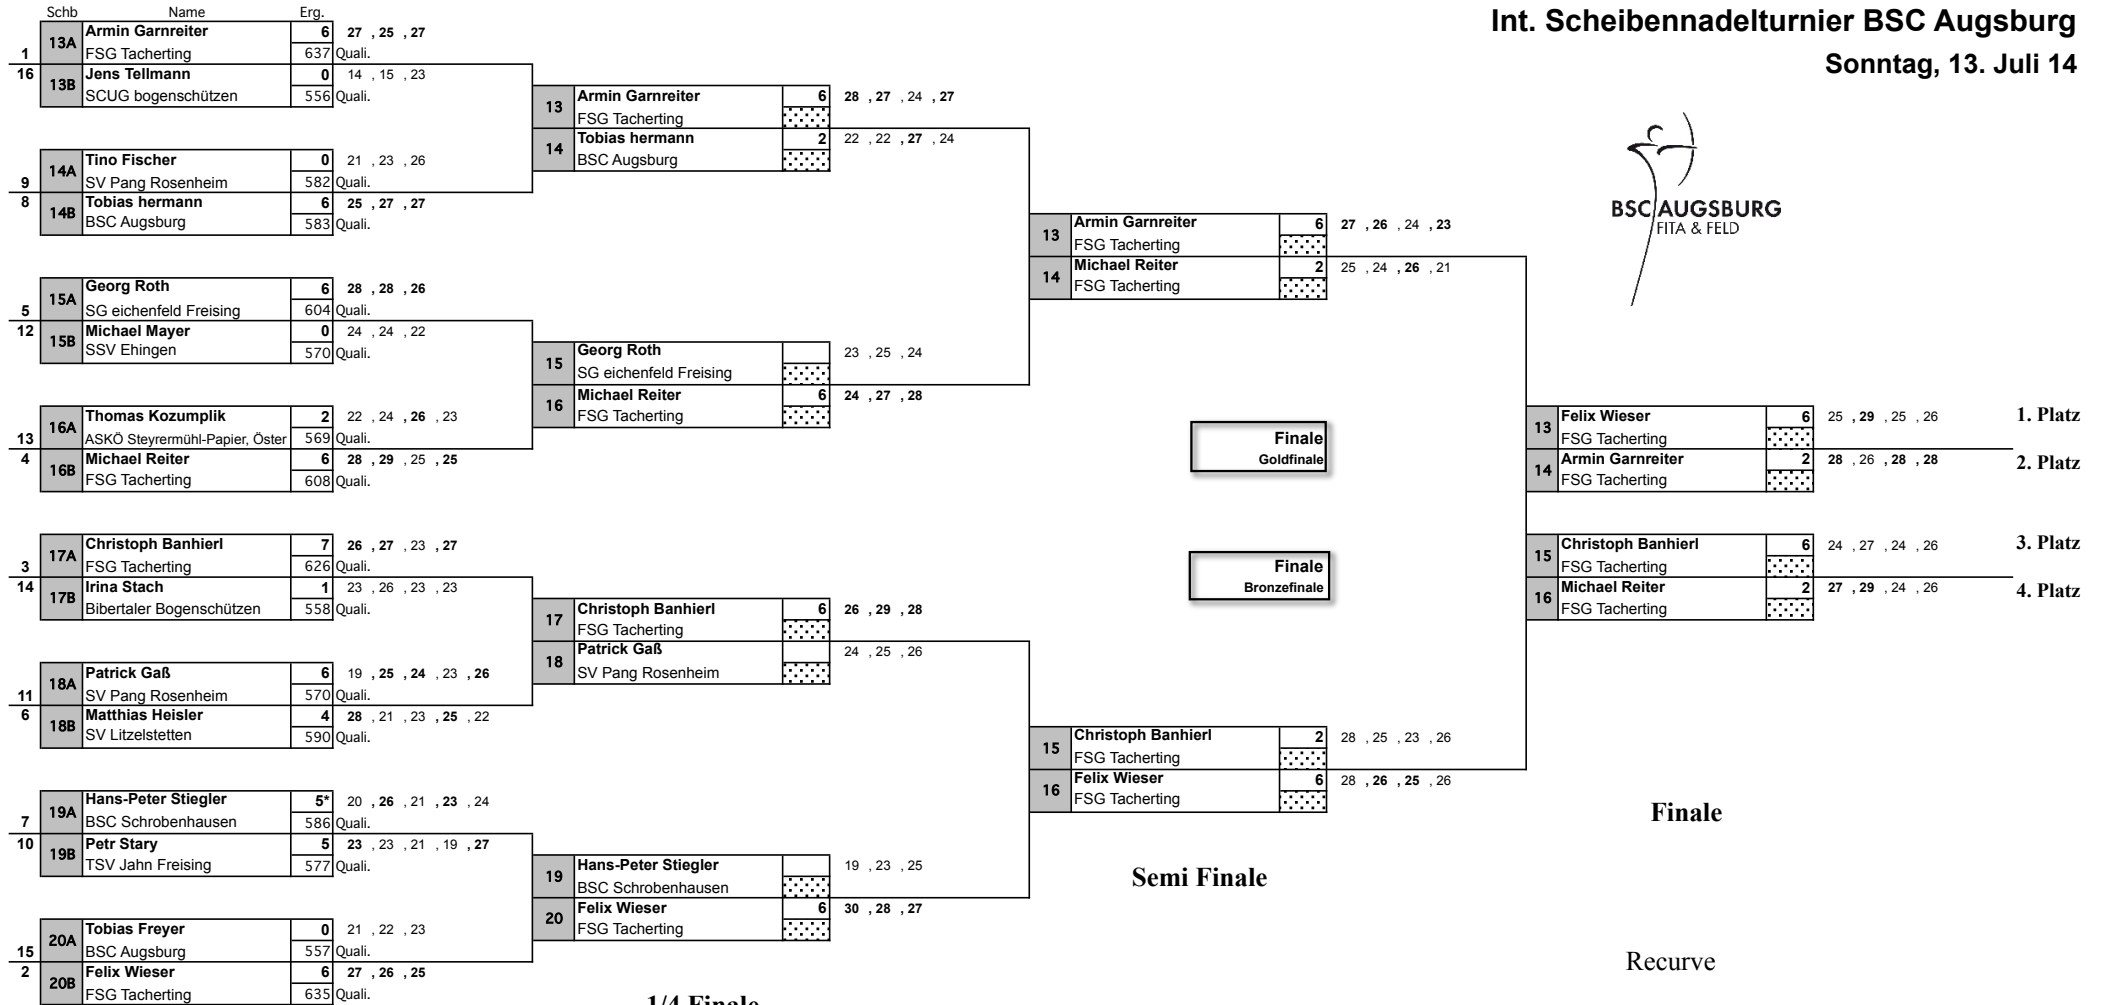 Int. Scheibennadelturnier BSC Augsburg
Sonntag, 13. Juli 14
BSC AUGSBURG
FITA & FELD
Schb Name Erg.
13A Armin Garnreiter 6 27 , 25 , 27
1 FSG Tacherting 637 Quali.
16 13B Jens Tellmann 0 14 , 15 , 23
SCUG bogenschützen 556 Quali.
14A Tino Fischer 0 21 , 23 , 26
9 SV Pang Rosenheim 582 Quali.
8 14B Tobias hermann 6 25 , 27 , 27
BSC Augsburg 583 Quali.
15A Georg Roth 6 28 , 28 , 26
5 SG eichenfeld Freising 604 Quali.
12 15B Michael Mayer 0 24 , 24 , 22
SSV Ehingen 570 Quali.
16A Thomas Kozumplik 2 22 , 24 , 26 , 23
13 ASKÖ Steyrermühl-Papier, Öster 569 Quali.
4 16B Michael Reiter 6 28 , 29 , 25 , 25
FSG Tacherting 608 Quali.
17A Christoph Banhierl 7 26 , 27 , 23 , 27
3 FSG Tacherting 626 Quali.
14 17B Irina Stach 1 23 , 26 , 23 , 23
Bibertaler Bogenschützen 558 Quali.
18A Patrick Gaß 6 19 , 25 , 24 , 23 , 26
11 SV Pang Rosenheim 570 Quali.
6 18B Matthias Heisler 4 28 , 21 , 23 , 25 , 22
SV Litzelstetten 590 Quali.
19A Hans-Peter Stiegler 5* 20 , 26 , 21 , 23 , 24
7 BSC Schrobenhausen 586 Quali.
10 19B Petr Stary 5 23 , 23 , 21 , 19 , 27
TSV Jahn Freising 577 Quali.
20A Tobias Freyer 0 21 , 22 , 23
15 BSC Augsburg 557 Quali.
2 20B Felix Wieser 6 27 , 26 , 25
FSG Tacherting 635 Quali.
13 Armin Garnreiter 6 28 , 27 , 24 , 27
FSG Tacherting
14 Tobias hermann 2 22 , 22 , 27 , 24
BSC Augsburg
15 Georg Roth 23 , 25 , 24
SG eichenfeld Freising
16 Michael Reiter 6 24 , 27 , 28
FSG Tacherting
17 Christoph Banhierl 6 26 , 29 , 28
FSG Tacherting
18 Patrick Gaß 24 , 25 , 26
SV Pang Rosenheim
19 Hans-Peter Stiegler 19 , 23 , 25
BSC Schrobenhausen
20 Felix Wieser 6 30 , 28 , 27
FSG Tacherting
1/4 Finale
13 Armin Garnreiter 6 27 , 26 , 24 , 23
FSG Tacherting
14 Michael Reiter 2 25 , 24 , 26 , 21
FSG Tacherting
15 Christoph Banhierl 2 28 , 25 , 23 , 26
FSG Tacherting
16 Felix Wieser 6 28 , 26 , 25 , 26
FSG Tacherting
Semi Finale
Finale
Goldfinale
13 Felix Wieser 6 25 , 29 , 25 , 26 1. Platz
FSG Tacherting
14 Armin Garnreiter 2 28 , 26 , 28 , 28 2. Platz
FSG Tacherting
Finale
Bronzefinale
15 Christoph Banhierl 6 24 , 27 , 24 , 26 3. Platz
FSG Tacherting
16 Michael Reiter 2 27 , 29 , 24 , 26 4. Platz
FSG Tacherting
Finale
Recurve